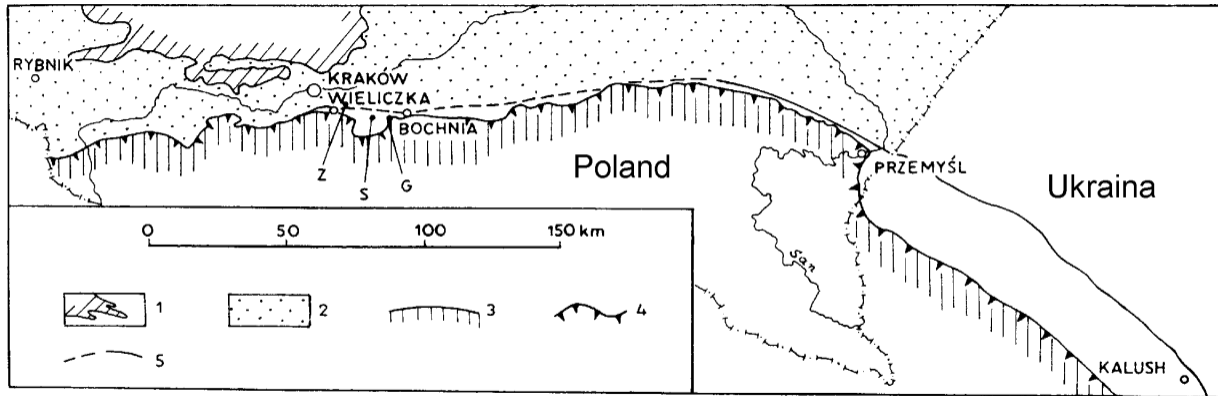 RYBNIK
KRAKÓW
WIELICZKA
BOCHNIA
Z
S
G
Poland
PRZEMYŚL
Ukraina
San
KALUSH
0 50 100 150 km
1 2 3 4
5